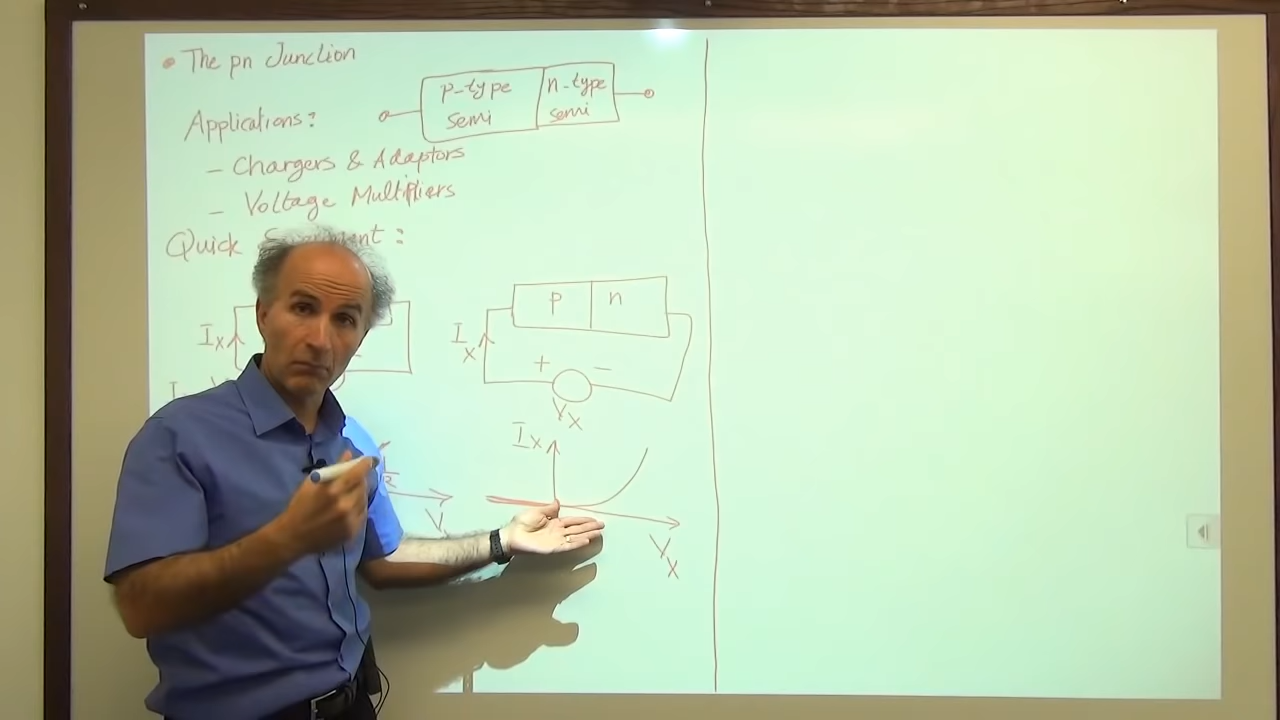 • The pn Junction
p-type
semi
n-type
semi
Applications:
- Chargers & Adaptors
- Voltage Multipliers
Quick :
Ix
p n
Ix
+ -
Vx
Ix
Vx